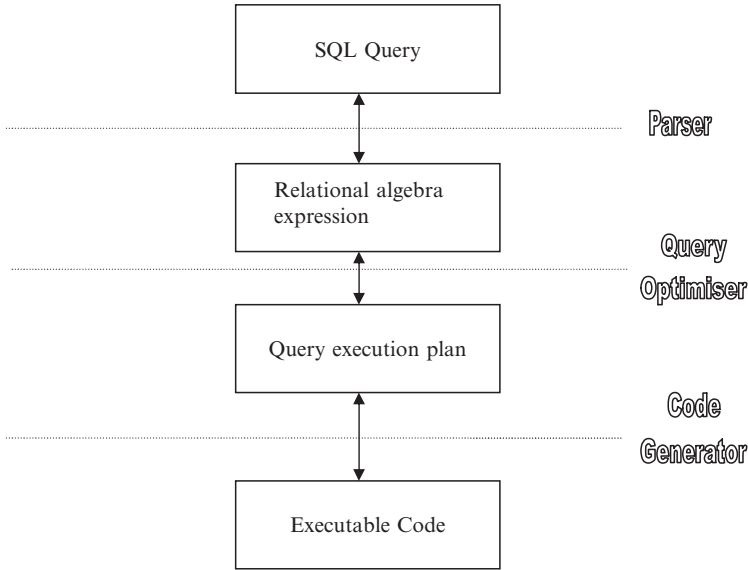 SQL Query
Parser
Relational algebra
expression
Query
Optimiser
Query execution plan
Code
Generator
Executable Code